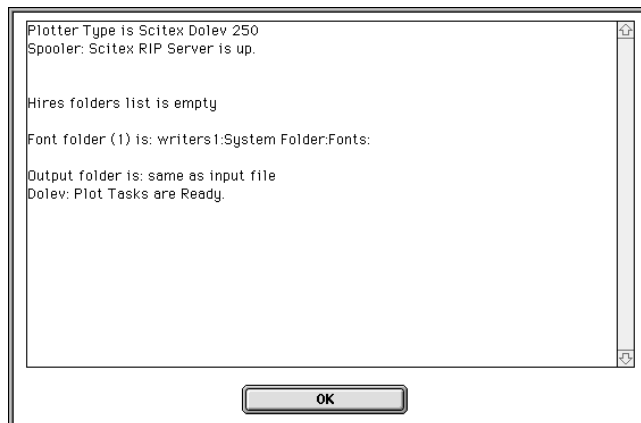 Plotter Type is Scitex Dolev 250
Spooler: Scitex RIP Server is up.
Hires folders list is empty
Font folder (1) is: writers1:System Folder:Fonts:
Output folder is: same as input file
Dolev: Plot Tasks are Ready.
OK